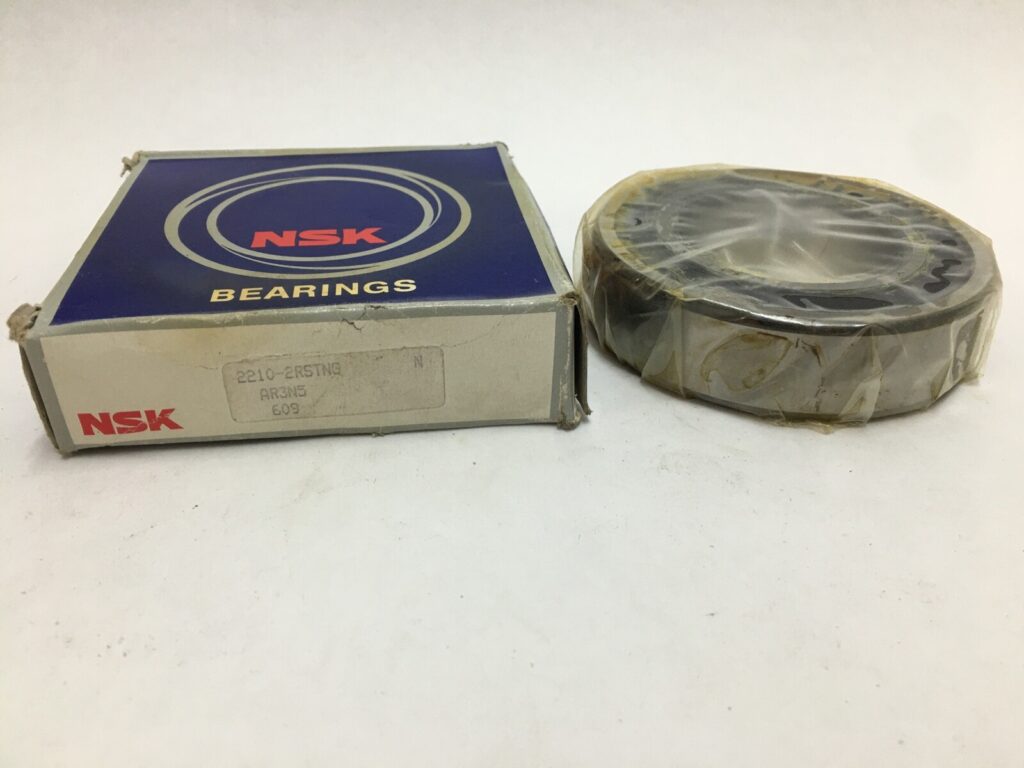 NSK
BEARINGS
2210-2RSTNG N
AR3N5
609
NSK